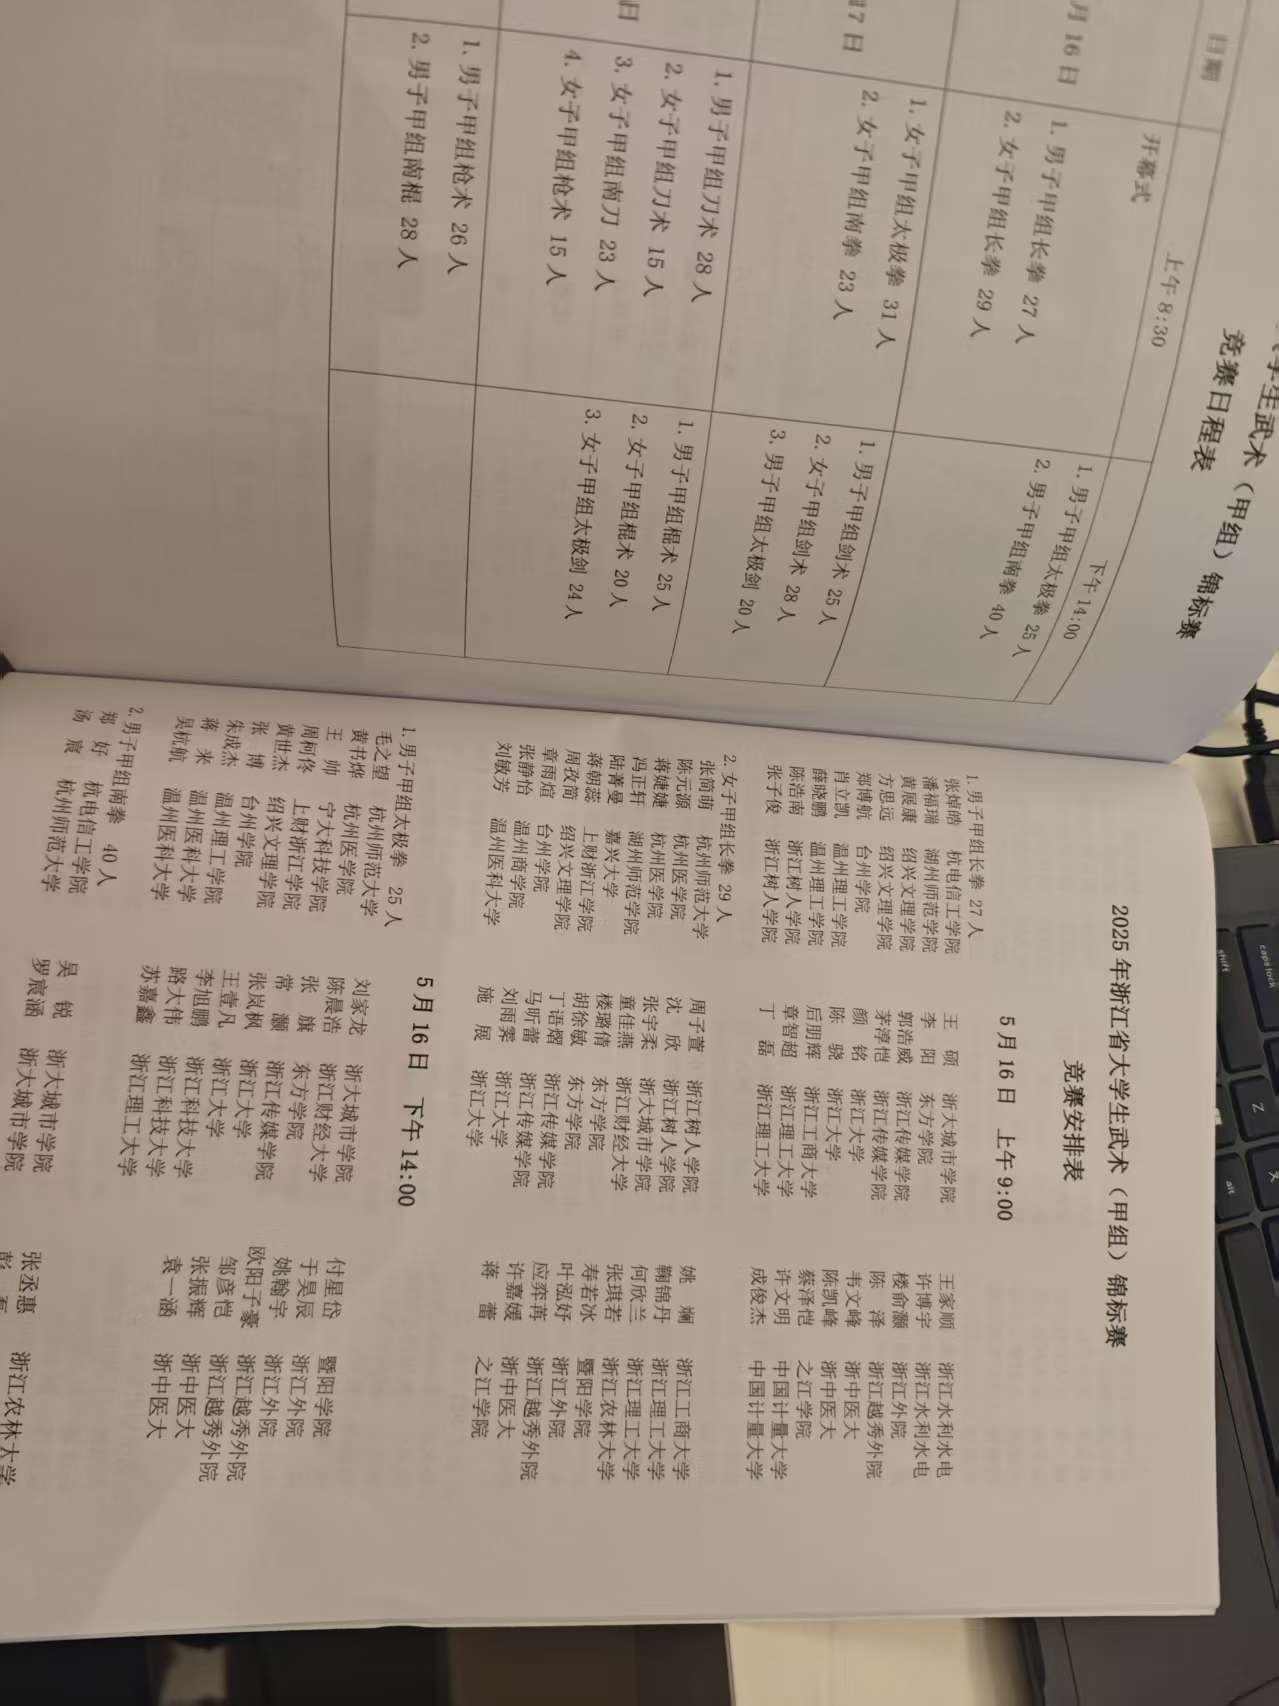 大学生武术（甲组）锦标赛
竞赛日程表
日期 上午 8:30 下午 14:00
月 16 日
开幕式
1. 男子甲组长拳 27 人
2. 女子甲组长拳 29 人
1. 男子甲组太极拳 25 人
2. 男子甲组南拳 40 人
17 日
1. 女子甲组太极拳 31 人
2. 女子甲组南拳 23 人
1. 男子甲组剑术 25 人
2. 女子甲组剑术 28 人
3. 男子甲组太极剑 20 人
日
1. 男子甲组刀术 28 人
2. 女子甲组刀术 15 人
3. 女子甲组南刀 23 人
4. 女子甲组枪术 15 人
1. 男子甲组棍术 25 人
2. 女子甲组棍术 20 人
3. 女子甲组太极剑 24 人
1. 男子甲组枪术 26 人
2. 男子甲组南棍 28 人
2025 年浙江省大学生武术（甲组）锦标赛
竞赛安排表
5 月 16 日 上午 9:00
1. 男子甲组长拳 27 人
张焯皓 杭电信工学院 王 硕 浙大城市学院 王家顺 浙江水利水电
潘福瑞 湖州师范学院 李 阳 东方学院 许博宇 浙江水利水电
黄展康 绍兴文理学院 郭浩威 浙江传媒学院 楼俞灏 浙江外院
方思远 绍兴文理学院 茅淳恺 浙江传媒学院 陈 泽 浙江越秀外院
郑博航 台州学院 颜 铭 浙江大学 韦文峰 浙中医大
肖立凯 温州理工学院 陈 骁 浙江大学 陈凯峰 浙中医大
薛晓鹏 温州理工学院 后朋辉 浙江工商大学 蔡泽恺 之江学院
陈浩南 浙江树人学院 章智超 浙江理工大学 许文明 中国计量大学
张子俊 浙江树人学院 丁 磊 浙江理工大学 成俊杰 中国计量大学
2. 女子甲组长拳 29 人
张简萌 杭州师范大学 周子萱 浙江树人学院 姚 斓 浙江工商大学
陈元源 杭州医学院 沈 欣 浙江树人学院 鞠锦丹 浙江理工大学
蒋婕婕 杭州医学院 张宇柔 浙大城市学院 何欣兰 浙江理工大学
冯正轩 湖州师范学院 童佳燕 浙江财经大学 张琪若 浙江农林大学
陆菁曼 嘉兴大学 楼璐倩 东方学院 寿若冰 暨阳学院
蒋朝蕊 上财浙江学院 胡徐敏 东方学院 叶泓妤 浙江外院
周孜简 绍兴文理学院 丁语熠 浙江传媒学院 应弈苒 浙江越秀外院
章雨煊 台州学院 马昕蕾 浙江传媒学院 许嘉媛 浙中医大
张静怡 温州商学院 刘雨霁 浙江大学 蒋 蕾 之江学院
刘敏芳 温州医科大学 施 展 浙江大学
5 月 16 日 下午 14:00
1. 男子甲组太极拳 25 人
毛之望 杭州师范大学 刘家龙 浙大城市学院 付星岱 暨阳学院
黄书烨 杭州医学院 陈晨浩 浙江财经大学 于昊辰 浙江外院
王 帅 宁大科技学院 张 旗 东方学院 姚翰宇 浙江外院
周柯佟 上财浙江学院 常 灏 浙江传媒学院 欧阳子豪 浙江越秀外院
黄世杰 绍兴文理学院 张岚枫 浙江大学 邹彦恺 浙江越秀外院
张 博 台州学院 王壹凡 浙江大学 张振辉 浙中医大
朱成杰 温州理工学院 李旭鹏 浙江科技大学 袁一涵 浙中医大
蒋 来 温州医科大学 路大伟 浙江科技大学
吴杭航 温州医科大学 苏嘉鑫 浙江理工大学
2. 男子甲组南拳 40 人
郑 好 杭电信工学院 吴 锐 浙大城市学院 张丞惠 浙江农林大学
汤 宸 杭州师范大学 罗宸涵 浙大城市学院
caps lock
shift
Z
X
alt